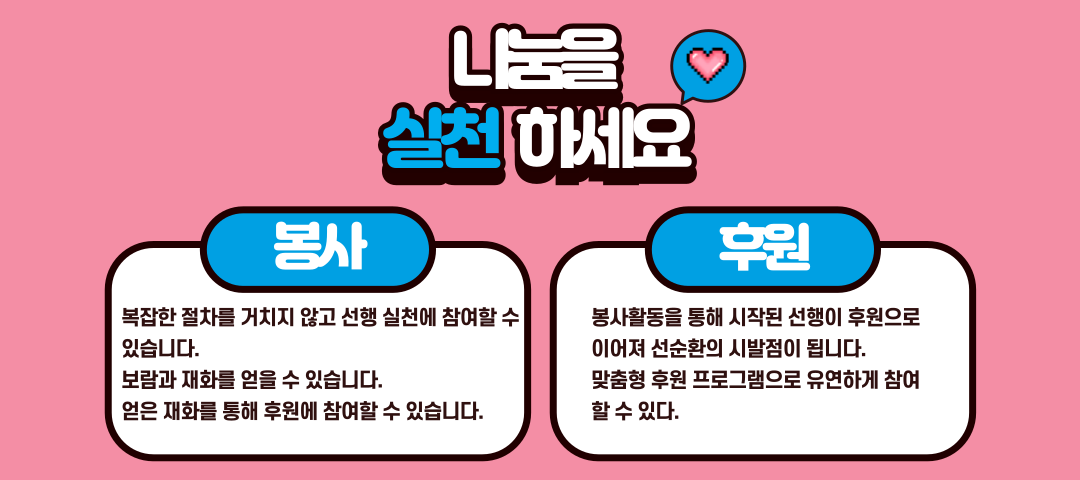 나눔을
실천 하세요
봉사
복잡한 절차를 거치지 않고 선행 실천에 참여할 수
있습니다.
보람과 재화를 얻을 수 있습니다.
얻은 재화를 통해 후원에 참여할 수 있습니다.
후원
봉사활동을 통해 시작된 선행이 후원으로
이어져 선순환의 시발점이 됩니다.
맞춤형 후원 프로그램으로 유연하게 참여
할 수 있다.